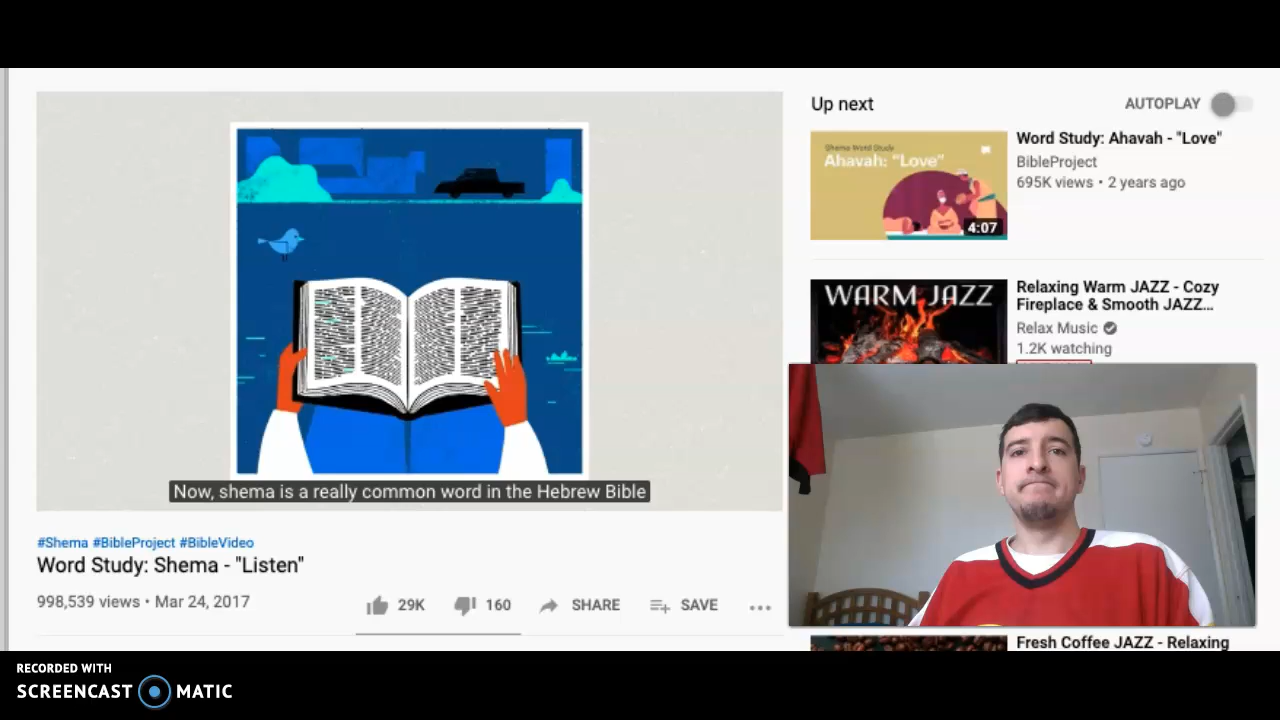 Now, shema is a really common word in the Hebrew Bible
#Shema #BibleProject #BibleVideo
Word Study: Shema - "Listen"
998,539 views • Mar 24, 2017
29K
160
SHARE
SAVE
Up next
AUTOPLAY
Shema Word Study
Ahavah: "Love"
4:07
Word Study: Ahavah - "Love"
BibleProject
695K views • 2 years ago
WARM JAZZ
Relaxing Warm JAZZ - Cozy
Fireplace & Smooth JAZZ...
Relax Music
1.2K watching
Fresh Coffee JAZZ - Relaxing
RECORDED WITH
SCREENCAST MATIC